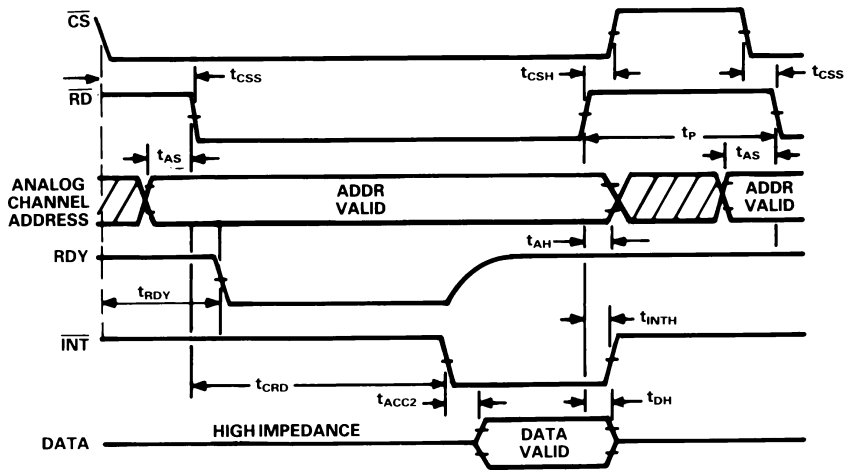 CS
tCSS
tCSH
tCSS
RD
tP
tAS
tAS
ANALOG
CHANNEL
ADDRESS
ADDR
VALID
ADDR
VALID
tAH
RDY
tRDY
tINTH
INT
tCRD
tACC2
tDH
HIGH IMPEDANCE
DATA
VALID
DATA